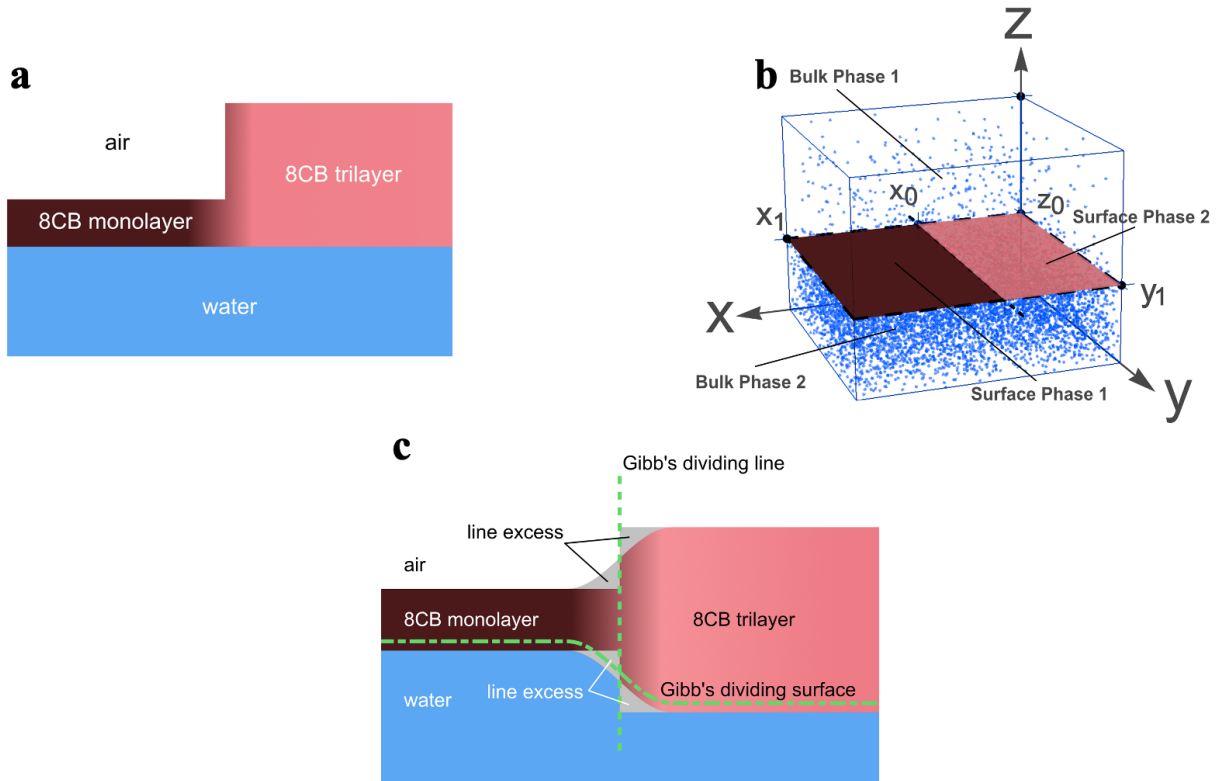 a
air
8CB trilayer
8CB monolayer
water
b
Z
Bulk Phase 1
x0
z0
x1
Surface Phase 2
y1
X
Bulk Phase 2
Surface Phase 1
y
c
Gibb's dividing line
line excess
air
8CB monolayer
8CB trilayer
Gibb's dividing surface
water
line excess